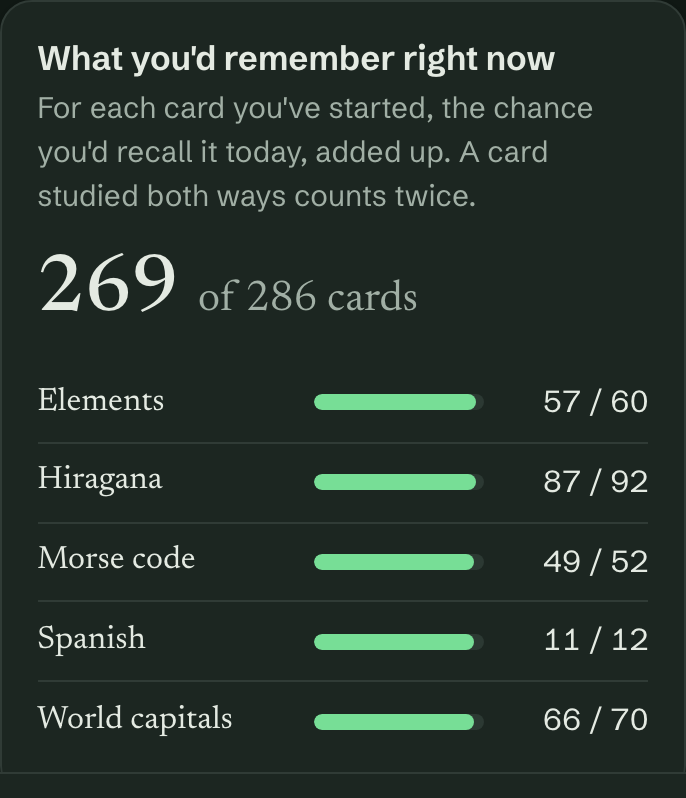 What you'd remember right now
For each card you've started, the chance
you'd recall it today, added up. A card
studied both ways counts twice.
269 of 286 cards
Elements 57 / 60
Hiragana 87 / 92
Morse code 49 / 52
Spanish 11 / 12
World capitals 66 / 70